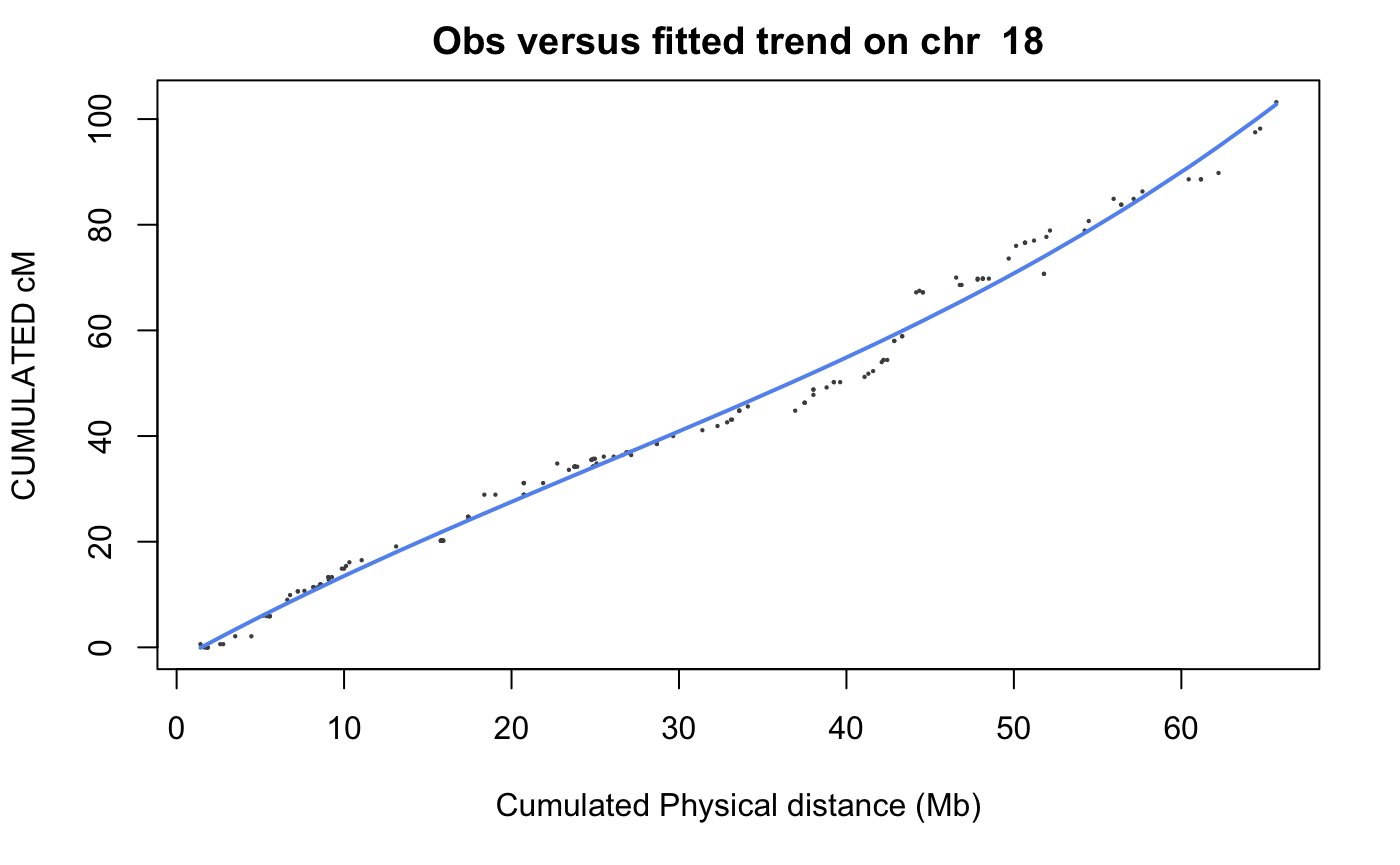 Obs versus fitted trend on chr  18
CUMULATED cM
100
80
60
40
20
0
0 10 20 30 40 50 60
Cumulated Physical distance (Mb)